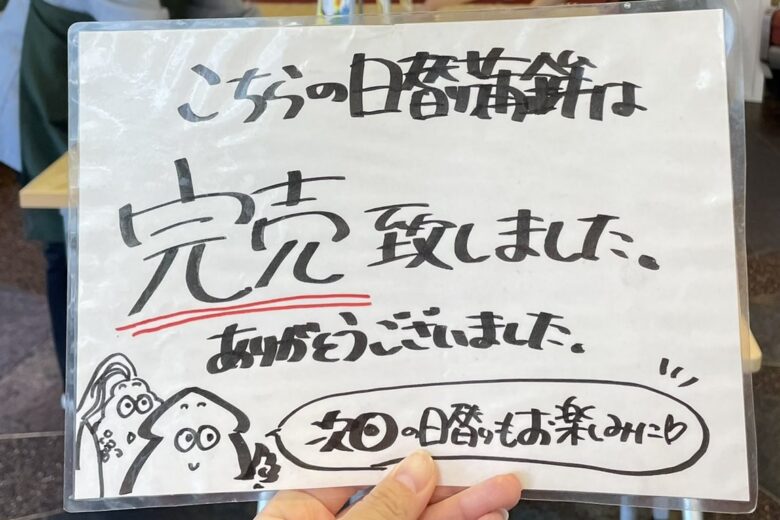 こちらの日替り蒲鉾は
完売致しました。
ありがとうございました。
次回の日替りもお楽しみに♡